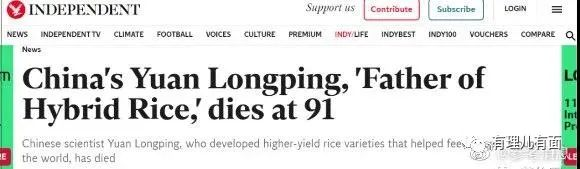 INDEPENDENT
Support us
Contribute
Subscribe
LOGIN
MENU
NEWS INDEPENDENT TV CLIMATE FOOTBALL VOICES CULTURE PREMIUM INDY/LIFE INDYBEST INDY100 VOUCHERS COMPARE
News
China's Yuan Longping, 'Father of
Hybrid Rice,' dies at 91
Chinese scientist Yuan Longping, who developed higher-yield rice varieties that helped fee
the world, has died
有理儿有面